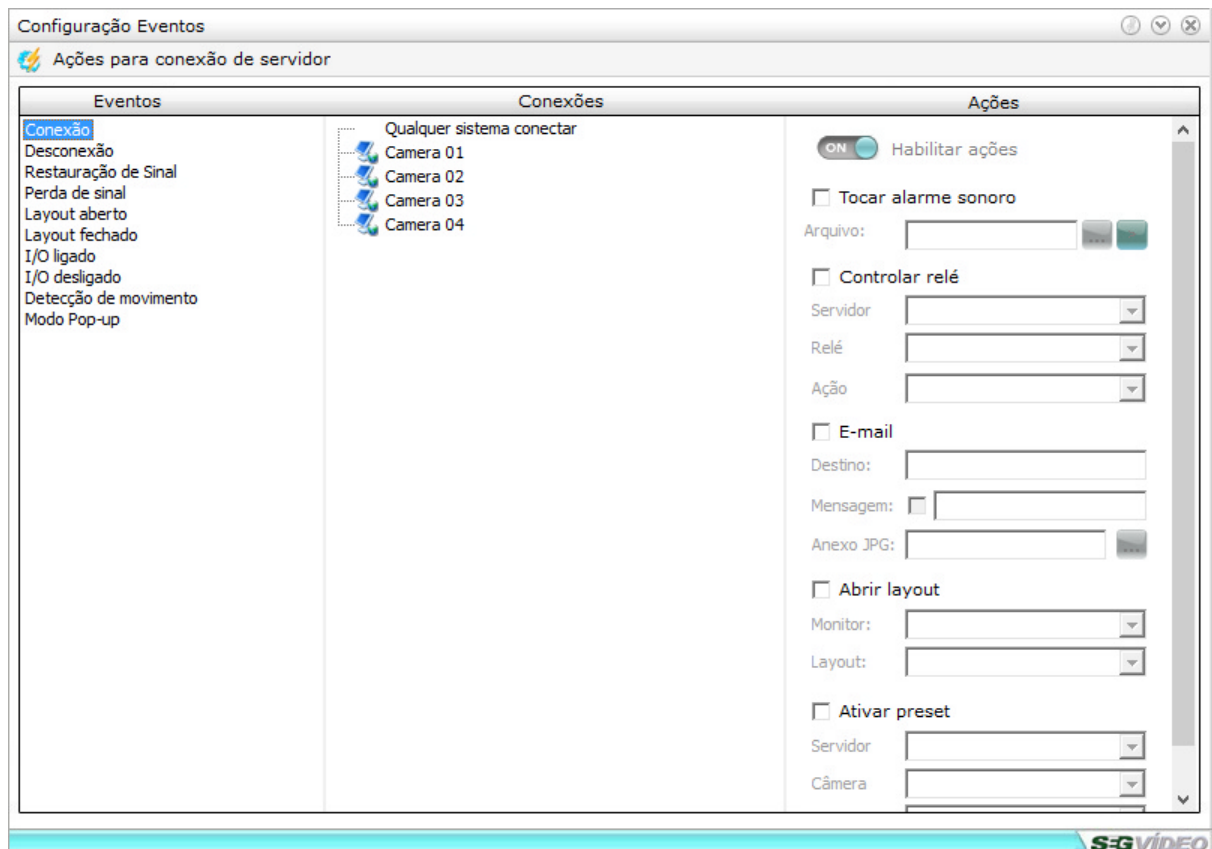 Configuração Eventos
Ações para conexão de servidor
Eventos
Conexões
Ações
Conexão
Desconexão
Restauração de Sinal
Perda de sinal
Layout aberto
Layout fechado
I/O ligado
I/O desligado
Detecção de movimento
Modo Pop-up
Qualquer sistema conectar
Camera 01
Camera 02
Camera 03
Camera 04
ON Habilitar ações
Tocar alarme sonoro
Arquivo: ...
Controlar relé
Servidor
Relé
Ação
E-mail
Destino:
Mensagem:
Anexo JPG: ...
Abrir layout
Monitor:
Layout:
Ativar preset
Servidor
Câmera
SEGVÍDEO